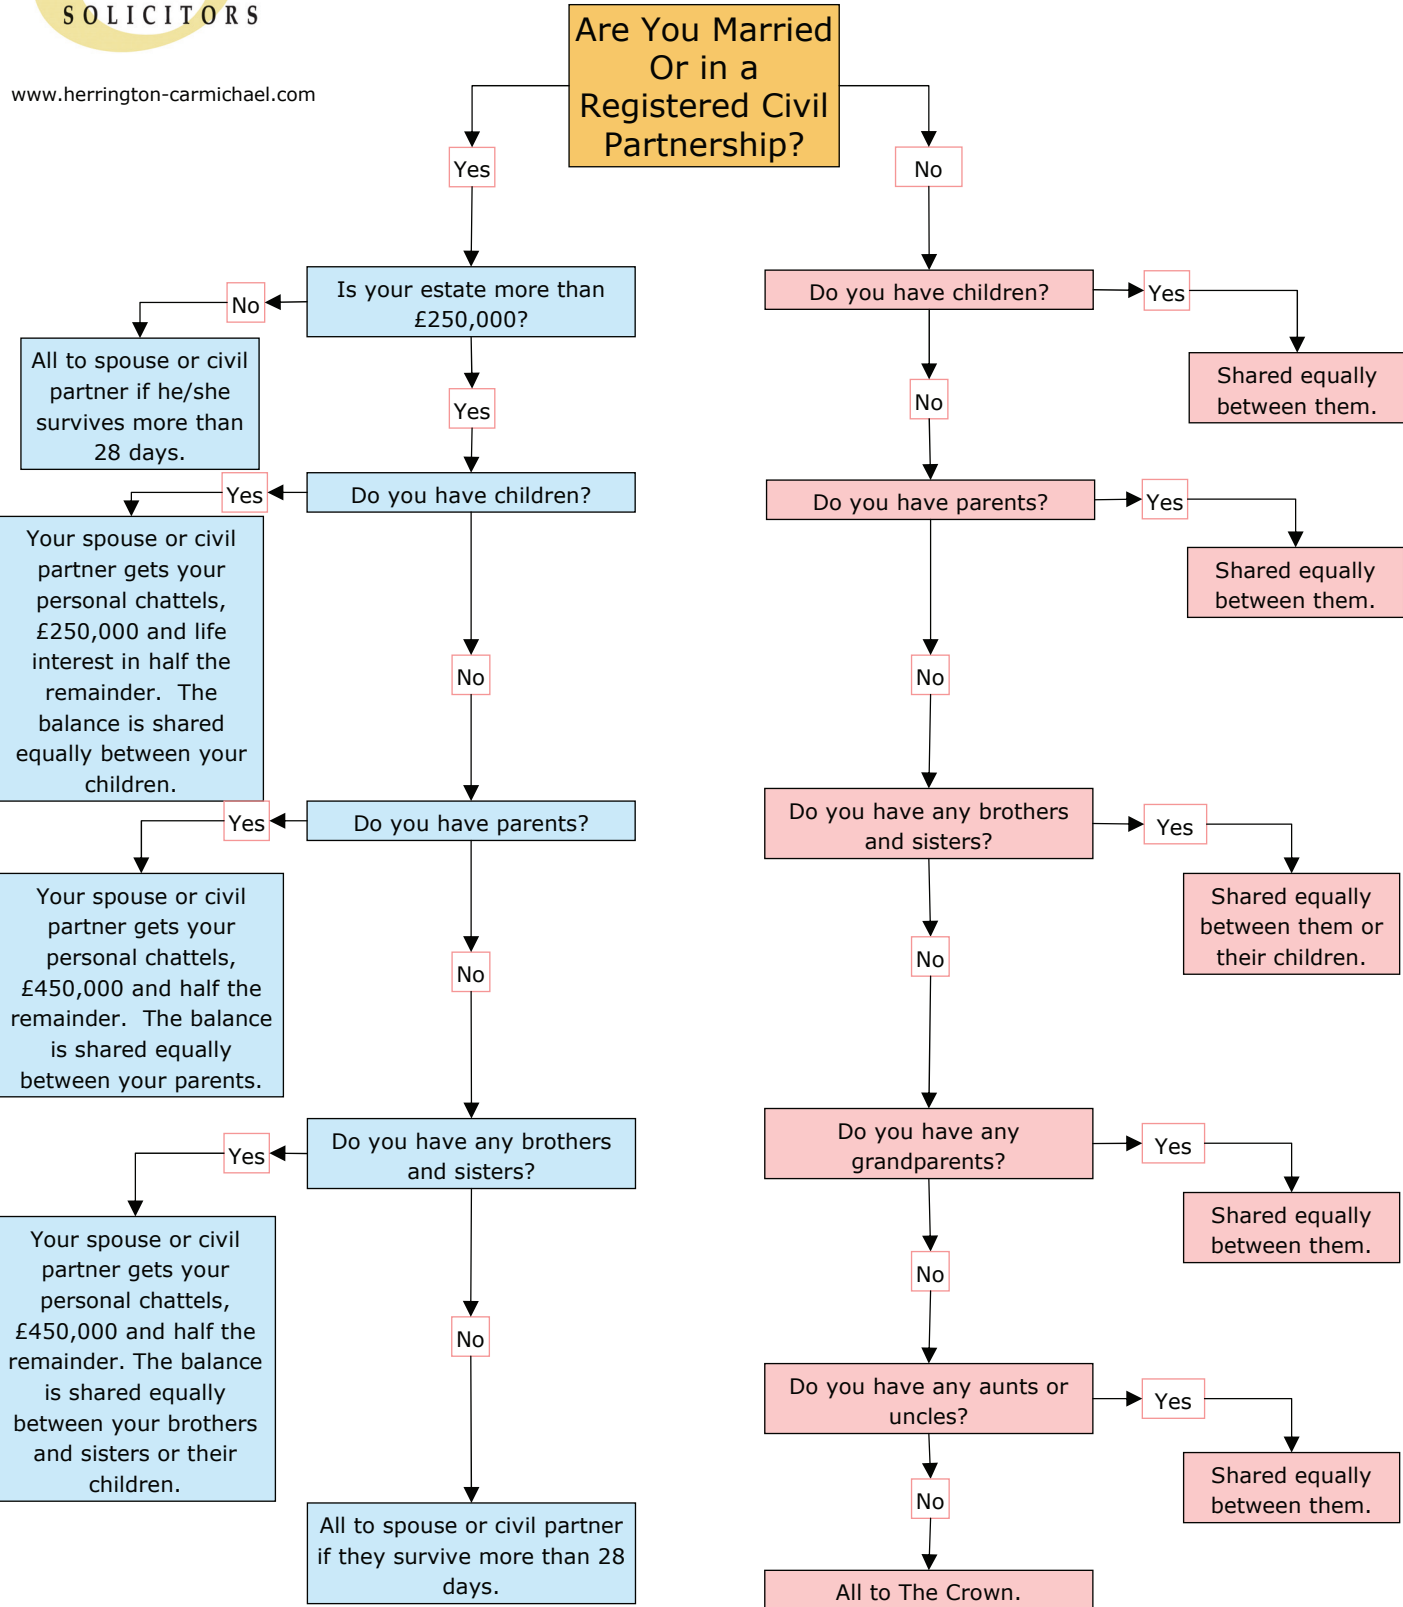 SOLICITORS
www.herrington-carmichael.com
Are You Married
Or in a
Registered Civil
Partnership?
Yes
No
Is your estate more than
£250,000?
No
All to spouse or civil
partner if he/she
survives more than
28 days.
Yes
Do you have children?
Yes
Your spouse or civil
partner gets your
personal chattels,
£250,000 and life
interest in half the
remainder.  The
balance is shared
equally between your
children.
No
Do you have parents?
Yes
Your spouse or civil
partner gets your
personal chattels,
£450,000 and half the
remainder.  The balance
is shared equally
between your parents.
No
Do you have any brothers
and sisters?
Yes
Your spouse or civil
partner gets your
personal chattels,
£450,000 and half the
remainder. The balance
is shared equally
between your brothers
and sisters or their
children.
No
All to spouse or civil partner
if they survive more than 28
days.
Do you have children?
Yes
Shared equally
between them.
No
Do you have parents?
Yes
Shared equally
between them.
No
Do you have any brothers
and sisters?
Yes
Shared equally
between them or
their children.
No
Do you have any
grandparents?
Yes
Shared equally
between them.
No
Do you have any aunts or
uncles?
Yes
Shared equally
between them.
No
All to The Crown.